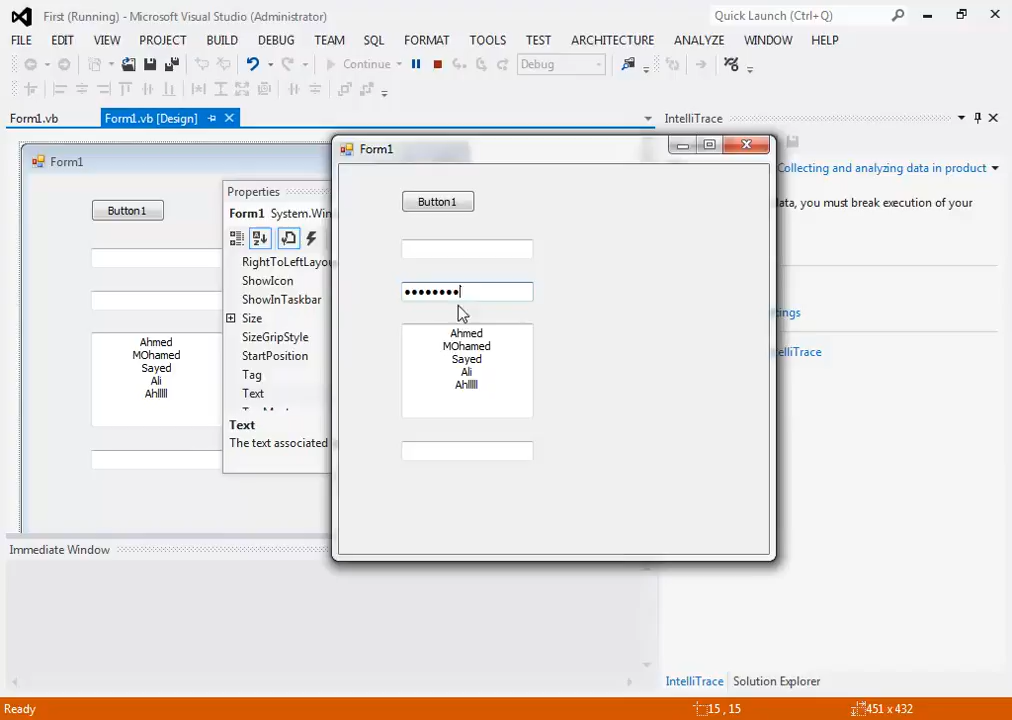 First (Running) - Microsoft Visual Studio (Administrator)
Quick Launch (Ctrl+Q)
FILE EDIT VIEW PROJECT BUILD DEBUG TEAM SQL FORMAT TOOLS TEST ARCHITECTURE ANALYZE WINDOW HELP
Continue
Debug
Form1.vb
Form1.vb [Design]
IntelliTrace
Form1
Button1
Ahmed
MOhamed
Sayed
Ali
Ahlllll
Properties
Form1 System.Win
RightToLeftLayou
ShowIcon
ShowInTaskbar
Size
SizeGripStyle
StartPosition
Tag
Text
Text
The text associated
Form1
Button1
••••••••
Ahmed
MOhamed
Sayed
Ali
Ahlllll
Collecting and analyzing data in product
ata, you must break execution of your
ttings
elliTrace
Immediate Window
IntelliTrace
Solution Explorer
Ready
15 , 15
451 x 432